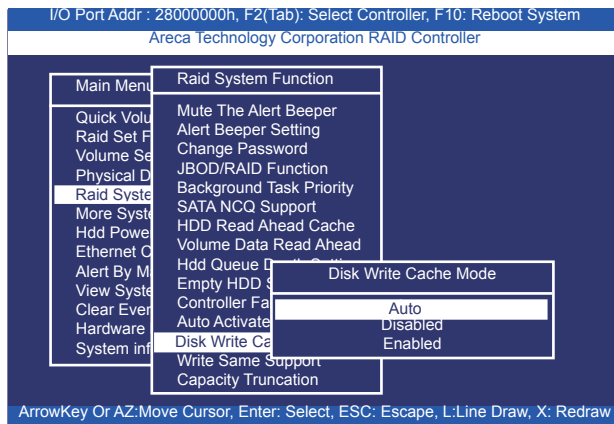 I/O Port Addr : 28000000h, F2(Tab): Select Controller, F10: Reboot System
Areca Technology Corporation RAID Controller
Main Menu
Quick Volu
Raid Set F
Volume Se
Physical D
Raid Syste
More Syste
Hdd Powe
Ethernet C
Alert By M
View Syste
Clear Ever
Hardware
System inf
Raid System Function
Mute The Alert Beeper
Alert Beeper Setting
Change Password
JBOD/RAID Function
Background Task Priority
SATA NCQ Support
HDD Read Ahead Cache
Volume Data Read Ahead
Hdd Queue
Empty HDD S
Controller Fa
Auto Activate
Disk Write Ca
Write Same Support
Capacity Truncation
Disk Write Cache Mode
Auto
Disabled
Enabled
ArrowKey Or AZ:Move Cursor, Enter: Select, ESC: Escape, L:Line Draw, X: Redraw